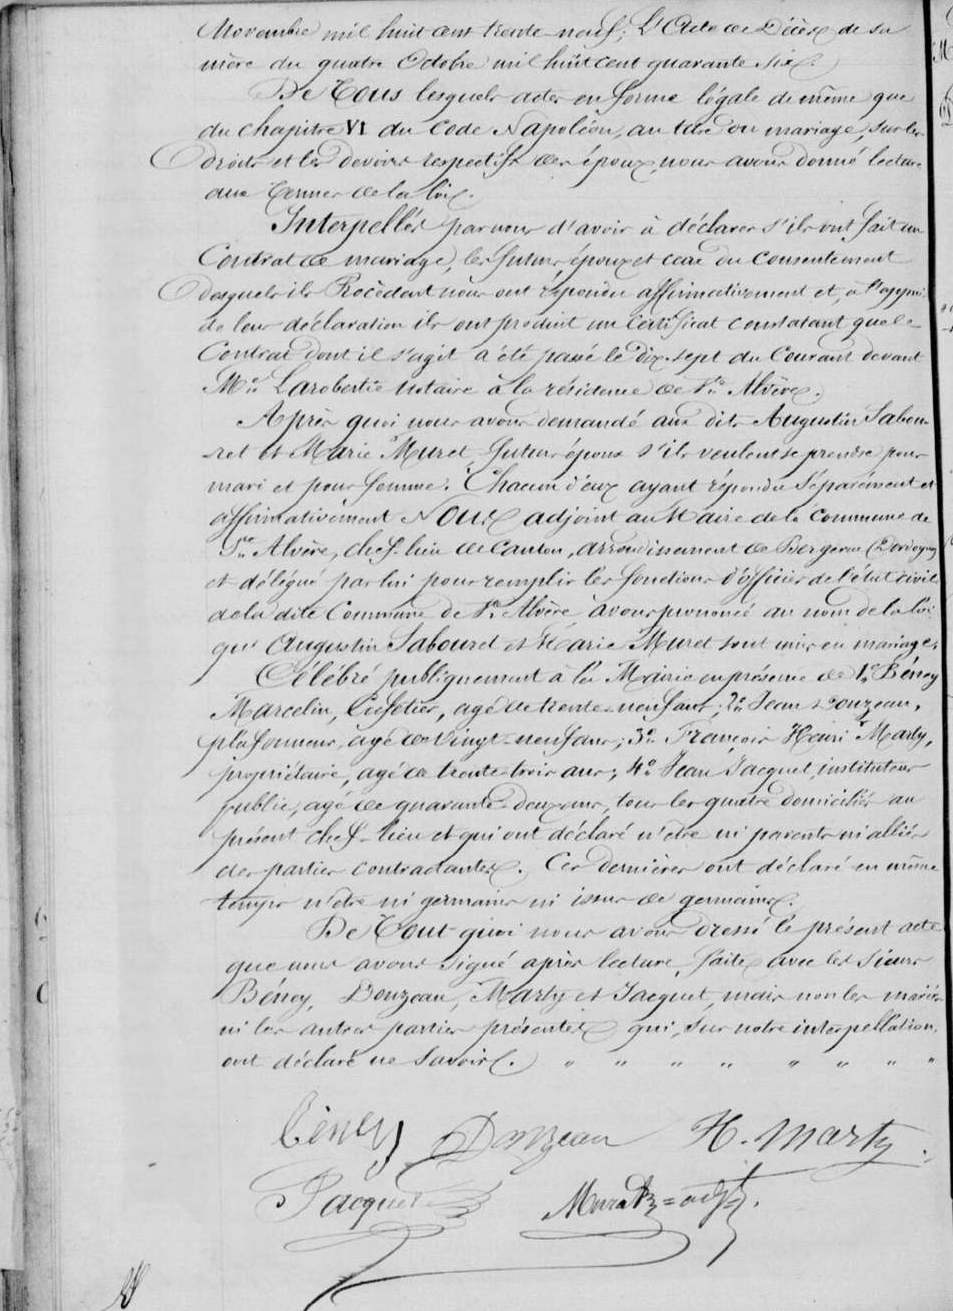 Novembre mil huit cent trente neuf; L'Acte de Décès de sa
mère du quatre Octobre mil huit cent quarante six.
De Tous lesquels actes en forme légale de même que
du chapitre VI du Code Napoléon, au titre du mariage, sur les
droits et les devoirs respectifs des époux, nous avons donné lecture
aux termes de la loi.
Interpellés par nous d'avoir à déclarer s'ils ont fait un
Contrat de mariage, les futurs époux et ceux du consentement
desquels ils Procèdent nous ont répondu affirmativement et, à l'appui
de leur déclaration ils ont produit un certificat constatant que le
Contrat dont il s'agit a été passé le dix-sept du Courant devant
Me. Larobertie notaire à la résidence de Ste Alvère.
Après quoi nous avons demandé aux dits Augustin Sabou-
ret et Marie Muret futurs époux s'ils veulent se prendre pour
mari et pour femme. Chacun d'eux ayant répondu séparément et
affirmativement Nous adjoint au Maire de la commune de
Ste Alvère, chef-lieu de Canton, arrondissement de Bergerac (Dordogne)
et délégué par lui pour remplir les fonctions d'officier de l'état civil
de la dite Commune de Ste Alvère, avons prononcé au nom de la loi
que Augustin Sabouret et Marie Muret sont unis en mariage.
Célébré publiquement à la Mairie en présence de 1° Béney
Marcelin, Cafetier, agé de trente-neuf ans; 2° Jean Donzeau,
plafonneur, agé de vingt-neuf ans; 3° François Henri Marty,
propriétaire, agé de trente trois ans; 4° Jean Jacquet, instituteur
public, agé de quarante-deux ans, tous les quatre domiciliés au
présent chef-lieu et qui ont déclaré n'être ni parents ni alliés
des parties contractantes. Ces dernières ont déclaré en même
temps n'être ni germains ni issus de germains.
De Tout quoi nous avons dressé le présent acte
que nous avons signé après lecture, faite avec les sieurs
Béney, Donzeau, Marty et Jacquet, mais non les mariés
ni les autres parties présentes qui, sur notre interpellation,
ont déclaré ne savoir. " " " " " " " "
Béney Donzeau H. Marty
Jacquet = adjt.